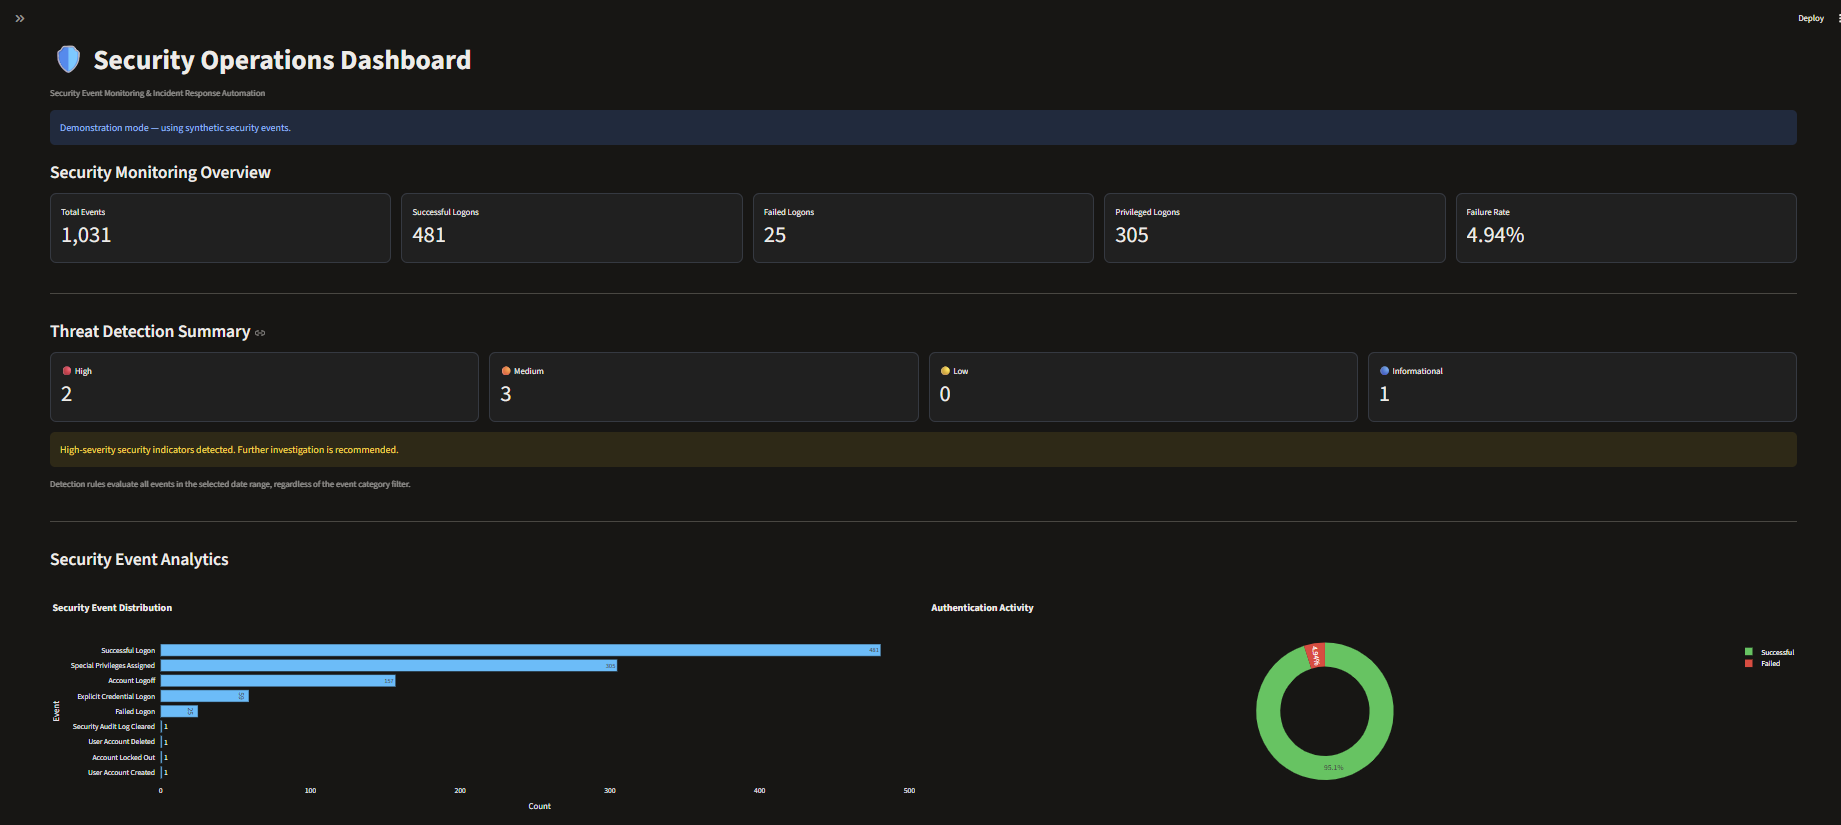 Deploy
Security Operations Dashboard
Security Event Monitoring & Incident Response Automation
Demonstration mode — using synthetic security events.
Security Monitoring Overview
Total Events
1,031
Successful Logons
481
Failed Logons
25
Privileged Logons
305
Failure Rate
4.94%
Threat Detection Summary
High
2
Medium
3
Low
0
Informational
1
High-severity security indicators detected. Further investigation is recommended.
Detection rules evaluate all events in the selected date range, regardless of the event category filter.
Security Event Analytics
Security Event Distribution
Event
Successful Logon 481
Special Privileges Assigned 305
Account Logoff 157
Explicit Credential Logon 59
Failed Logon 25
Security Audit Log Cleared 1
User Account Deleted 1
Account Locked Out 1
User Account Created 1
0 100 200 300 400 500
Count
Authentication Activity
4.94%
95.1%
Successful
Failed